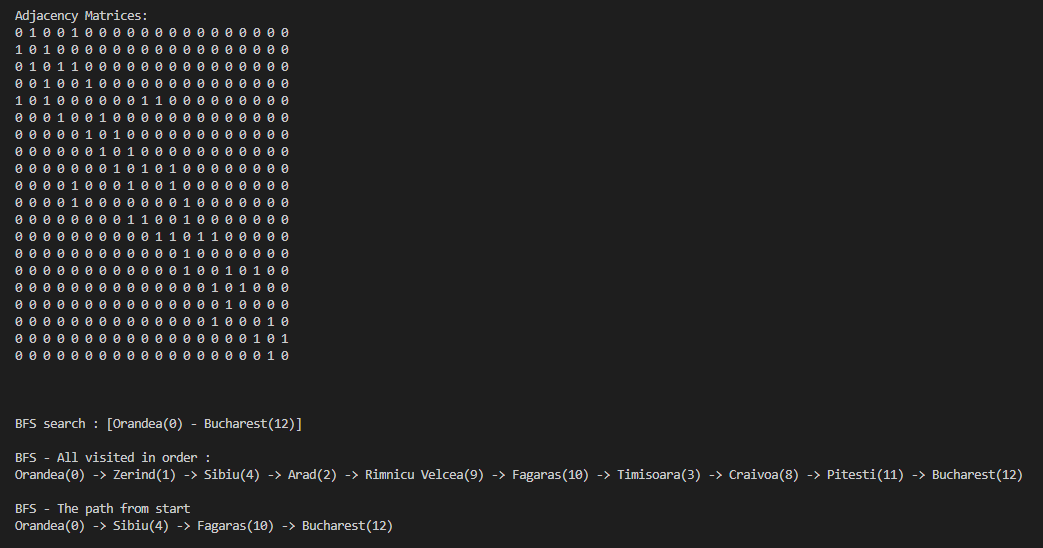 Adjacency Matrices:
0 1 0 0 1 0 0 0 0 0 0 0 0 0 0 0 0 0 0 0
1 0 1 0 0 0 0 0 0 0 0 0 0 0 0 0 0 0 0 0
0 1 0 1 1 0 0 0 0 0 0 0 0 0 0 0 0 0 0 0
0 0 1 0 0 1 0 0 0 0 0 0 0 0 0 0 0 0 0 0
1 0 1 0 0 0 0 0 0 1 1 0 0 0 0 0 0 0 0 0
0 0 0 1 0 0 1 0 0 0 0 0 0 0 0 0 0 0 0 0
0 0 0 0 0 1 0 1 0 0 0 0 0 0 0 0 0 0 0 0
0 0 0 0 0 0 1 0 1 0 0 0 0 0 0 0 0 0 0 0
0 0 0 0 0 0 0 1 0 1 0 1 0 0 0 0 0 0 0 0
0 0 0 0 1 0 0 0 1 0 0 1 0 0 0 0 0 0 0 0
0 0 0 0 1 0 0 0 0 0 0 0 1 0 0 0 0 0 0 0
0 0 0 0 0 0 0 0 1 1 0 0 1 0 0 0 0 0 0 0
0 0 0 0 0 0 0 0 0 0 1 1 0 1 1 0 0 0 0 0
0 0 0 0 0 0 0 0 0 0 0 0 1 0 0 0 0 0 0 0
0 0 0 0 0 0 0 0 0 0 0 0 1 0 0 1 0 1 0 0
0 0 0 0 0 0 0 0 0 0 0 0 0 0 1 0 1 0 0 0
0 0 0 0 0 0 0 0 0 0 0 0 0 0 0 1 0 0 0 0
0 0 0 0 0 0 0 0 0 0 0 0 0 0 1 0 0 0 1 0
0 0 0 0 0 0 0 0 0 0 0 0 0 0 0 0 0 1 0 1
0 0 0 0 0 0 0 0 0 0 0 0 0 0 0 0 0 0 1 0
BFS search : [Orandea(0) - Bucharest(12)]
BFS - All visited in order :
Orandea(0) -> Zerind(1) -> Sibiu(4) -> Arad(2) -> Rimnicu Velcea(9) -> Fagaras(10) -> Timisoara(3) -> Craivoa(8) -> Pitesti(11) -> Bucharest(12)
BFS - The path from start
Orandea(0) -> Sibiu(4) -> Fagaras(10) -> Bucharest(12)